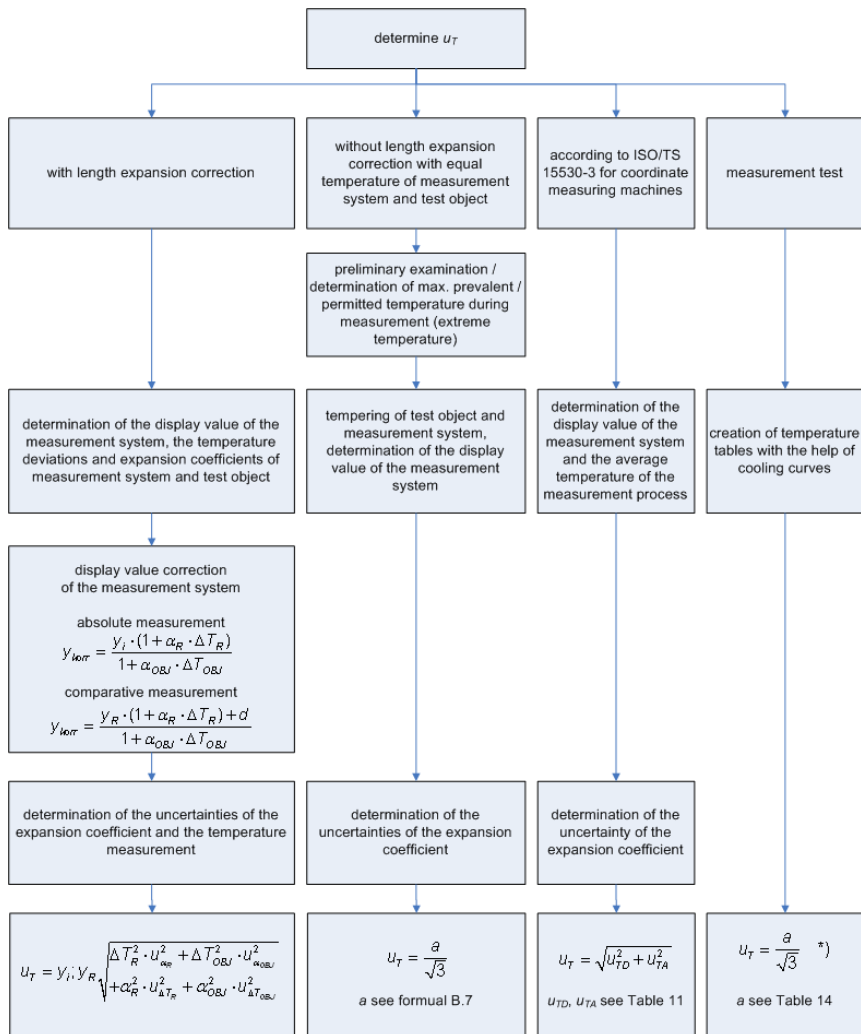 determine u_T
with length expansion correction
without length expansion
correction with equal
temperature of measurement
system and test object
according to ISO/TS
15530-3 for coordinate
measuring machines
measurement test
preliminary examination /
determination of max. prevalent /
permitted temperature during
measurement (extreme
temperature)
determination of the display value of the
measurement system, the temperature
deviations and expansion coefficients of
measurement system and test object
tempering of test object and
measurement system,
determination of the display
value of the measurement
system
determination of the
display value of the
measurement system
and the average
temperature of the
measurement process
creation of temperature
tables with the help of
cooling curves
display value correction
of the measurement system
absolute measurement
y_korr = y_i · (1 + α_R · ΔT_R) / 1 + α_OBJ · ΔT_OBJ
comparative measurement
y_korr = y_R · (1 + α_R · ΔT_R) + d / 1 + α_OBJ · ΔT_OBJ
determination of the uncertainties of the
expansion coefficient and the temperature
measurement
determination of the
uncertainties of the expansion
coefficient
determination of the
uncertainty of the
expansion coefficient
u_T = y_i; y_R √ ΔT_R² · u²_α_R + ΔT²_OBJ · u²_α_OBJ
+ α_R² · u²_ΔT_R + α²_OBJ · u²_ΔT_OBJ
u_T = a / √3
a see formual B.7
u_T = √ u²_TD + u²_TA
u_TD, u_TA see Table 11
u_T = a / √3 *)
a see Table 14